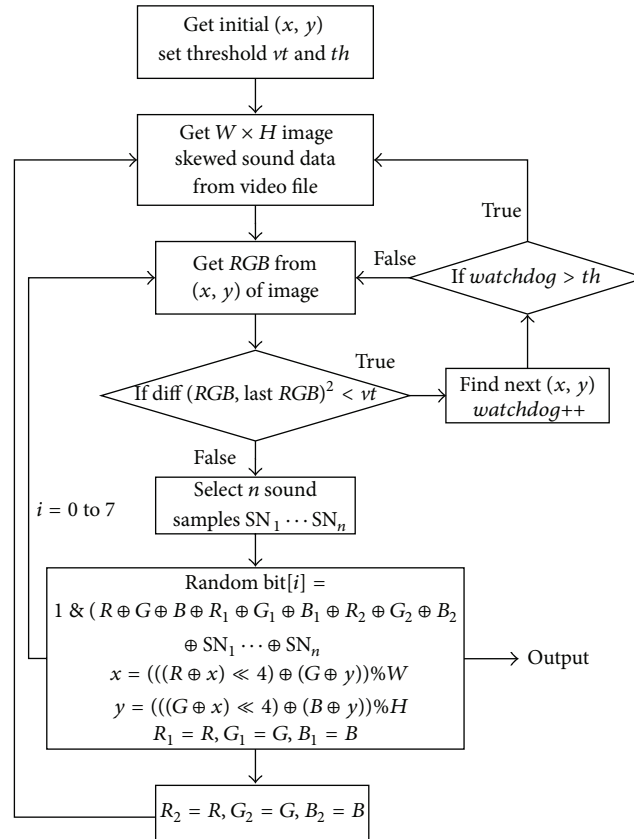 Get initial (x, y)
set threshold vt and th
Get W × H image
skewed sound data
from video file
True
False
Get RGB from
(x, y) of image
If watchdog > th
True
If diff (RGB, last RGB)² < vt
Find next (x, y)
watchdog++
False
Select n sound
samples SN₁ ⋯ SNₙ
i = 0 to 7
Random bit[i] =
1 & ( R ⊕ G ⊕ B ⊕ R₁ ⊕ G₁ ⊕ B₁ ⊕ R₂ ⊕ G₂ ⊕ B₂
⊕ SN₁ ⋯ ⊕ SNₙ
x = (((R ⊕ x) ≪ 4) ⊕ (G ⊕ y))%W
y = (((G ⊕ x) ≪ 4) ⊕ (B ⊕ y))%H
R₁ = R, G₁ = G, B₁ = B
Output
R₂ = R, G₂ = G, B₂ = B